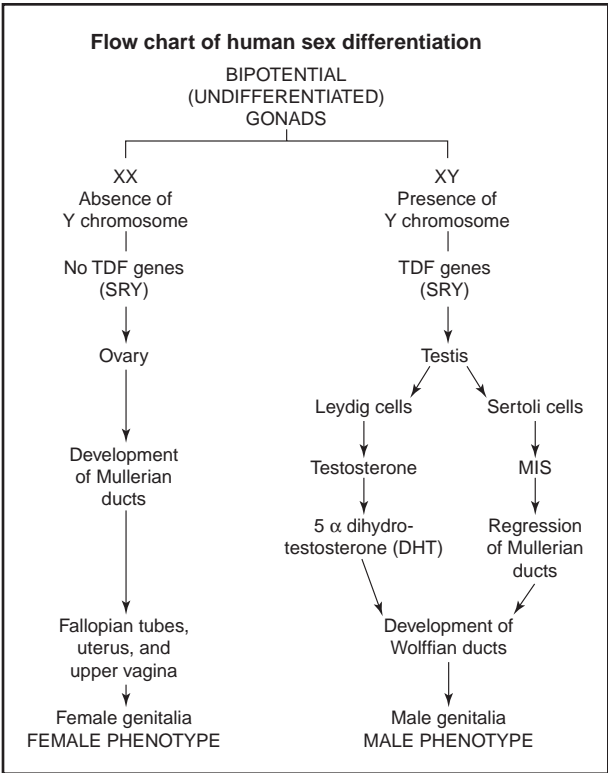 Flow chart of human sex differentiation
BIPOTENTIAL
(UNDIFFERENTIATED)
GONADS
XX
Absence of
Y chromosome
No TDF genes
(SRY)
Ovary
Development
of Mullerian
ducts
Fallopian tubes,
uterus, and
upper vagina
Female genitalia
FEMALE PHENOTYPE
XY
Presence of
Y chromosome
TDF genes
(SRY)
Testis
Leydig cells
Testosterone
5 α dihydro-
testosterone (DHT)
Sertoli cells
MIS
Regression
of Mullerian
ducts
Development of
Wolffian ducts
Male genitalia
MALE PHENOTYPE